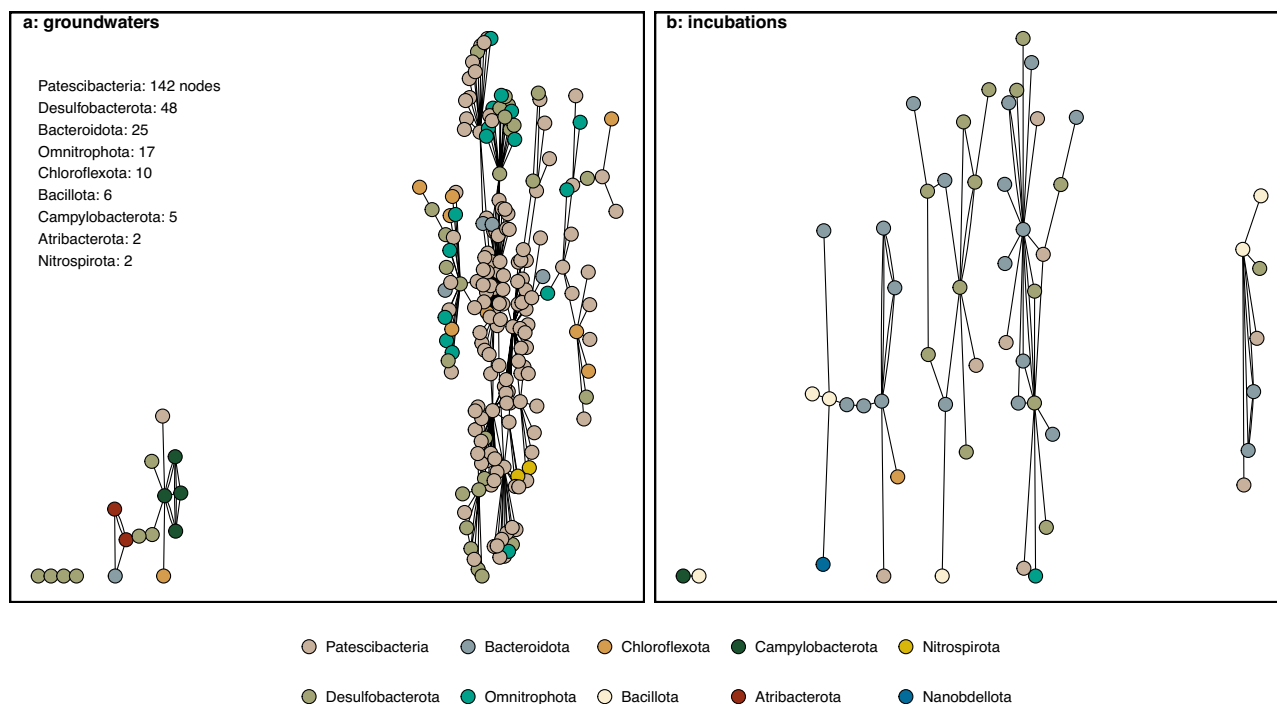 a: groundwaters
Patescibacteria: 142 nodes
Desulfobacterota: 48
Bacteroidota: 25
Omnitrophota: 17
Chloroflexota: 10
Bacillota: 6
Campylobacterota: 5
Atribacterota: 2
Nitrospirota: 2
b: incubations
Patescibacteria Bacteroidota Chloroflexota Campylobacterota Nitrospirota
Desulfobacterota Omnitrophota Bacillota Atribacterota Nanobdellota